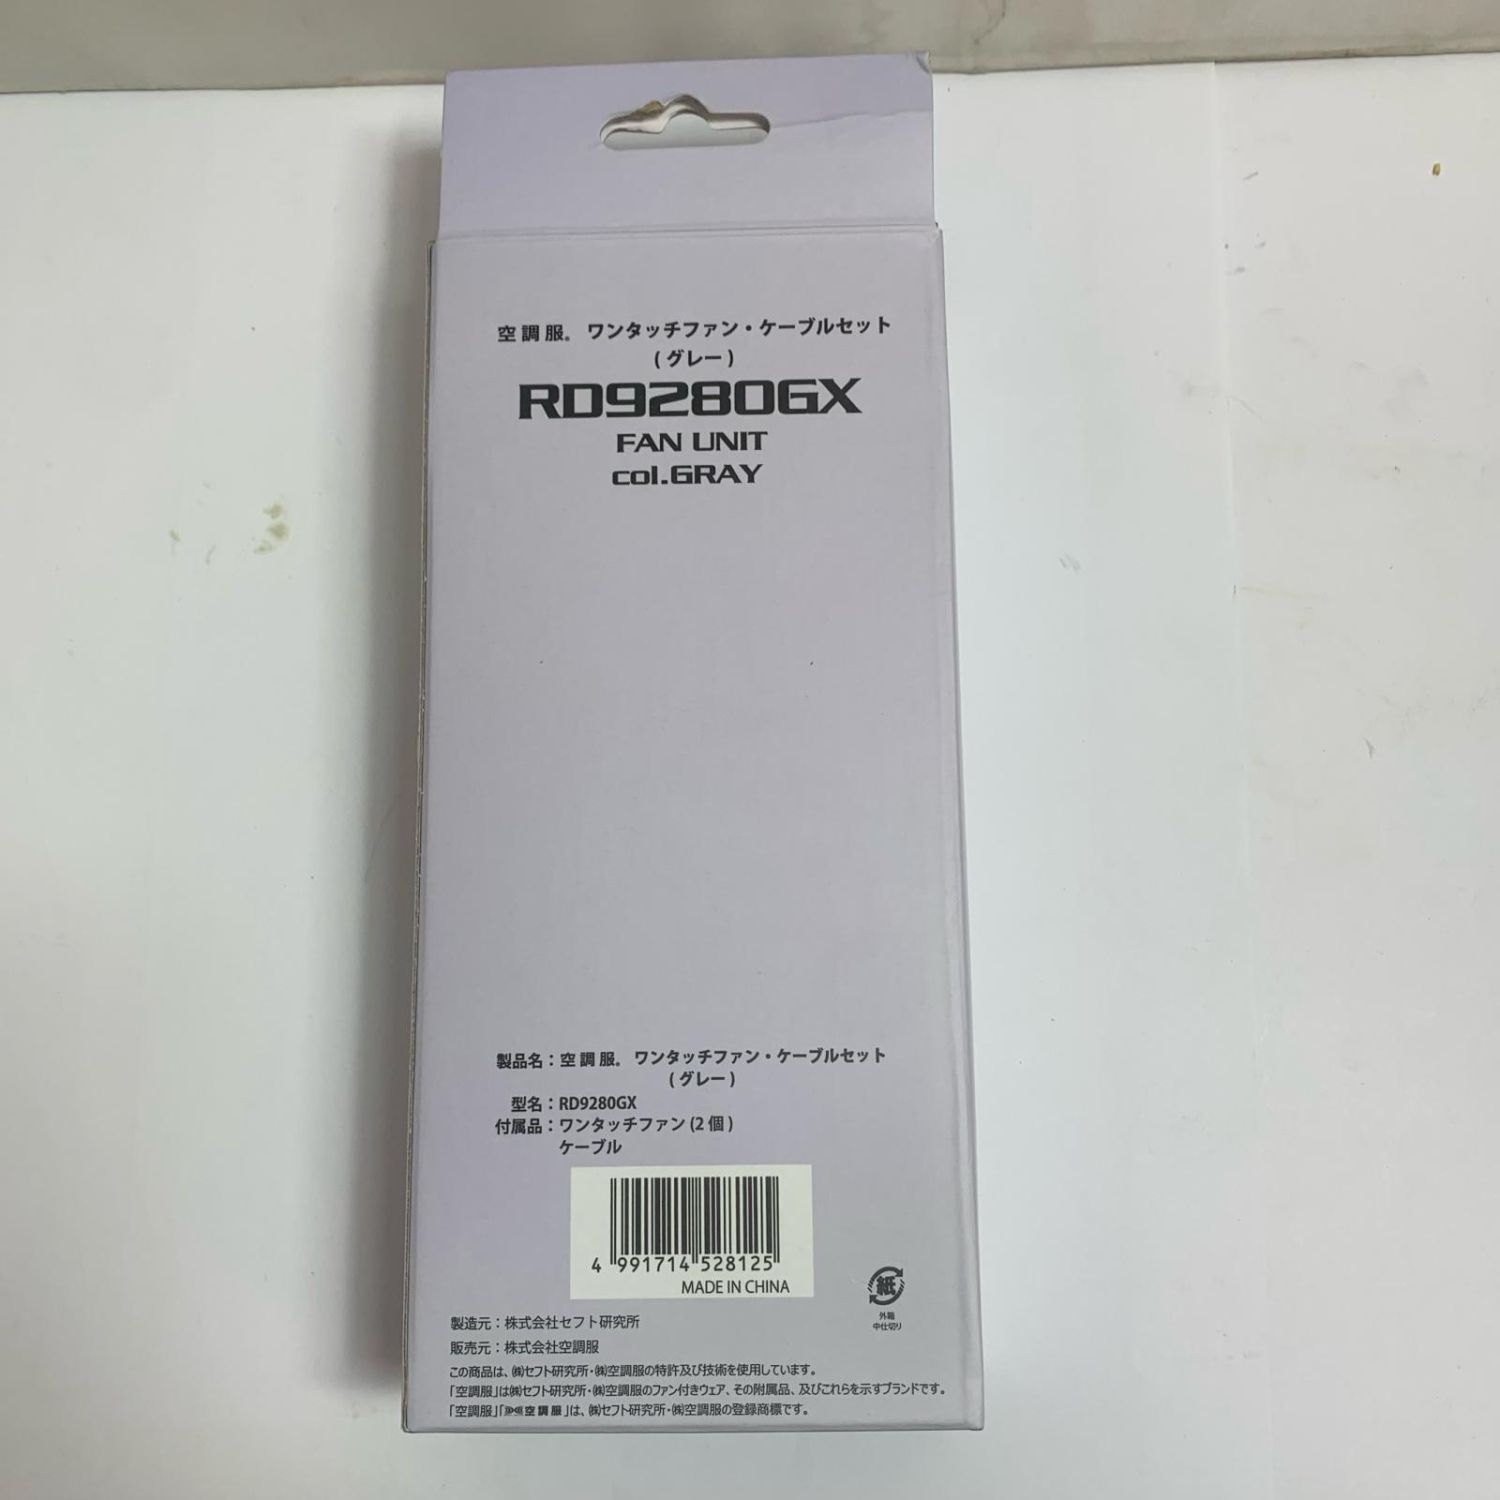 空調服® ワンタッチファン・ケーブルセット
(グレー)
RD9280GX
FAN UNIT
col.GRAY
製品名：空調服® ワンタッチファン・ケーブルセット
(グレー)
型名：RD9280GX
付属品：ワンタッチファン(2個)
ケーブル
4 991714 528125
MADE IN CHINA
紙
外箱
中仕切り
製造元：株式会社セフト研究所
販売元：株式会社空調服
この商品は、㈱セフト研究所・㈱空調服の特許及び技術を使用しています。
「空調服」は㈱セフト研究所・㈱空調服のファン付きウェア、その附属品、及びこれらを示すブランドです。
「空調服」「空調服」は、㈱セフト研究所・㈱空調服の登録商標です。